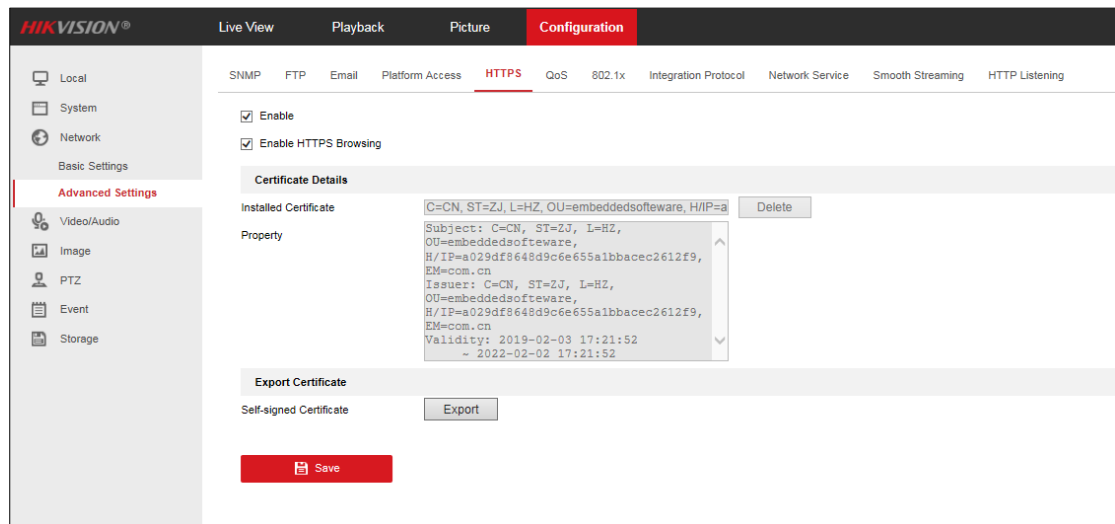 HIKVISION®
Live View Playback Picture Configuration
Local
System
Network
Basic Settings
Advanced Settings
Video/Audio
Image
PTZ
Event
Storage
SNMP FTP Email Platform Access HTTPS QoS 802.1x Integration Protocol Network Service Smooth Streaming HTTP Listening
Enable
Enable HTTPS Browsing
Certificate Details
Installed Certificate C=CN, ST=ZJ, L=HZ, OU=embeddedsofteware, H/IP=a Delete
Property
Subject: C=CN, ST=ZJ, L=HZ,
OU=embeddedsofteware,
H/IP=a029df8648d9c6e655a1bbacec2612f9,
EM=com.cn
Issuer: C=CN, ST=ZJ, L=HZ,
OU=embeddedsofteware,
H/IP=a029df8648d9c6e655a1bbacec2612f9,
EM=com.cn
Validity: 2019-02-03 17:21:52
~ 2022-02-02 17:21:52
Export Certificate
Self-signed Certificate Export
Save